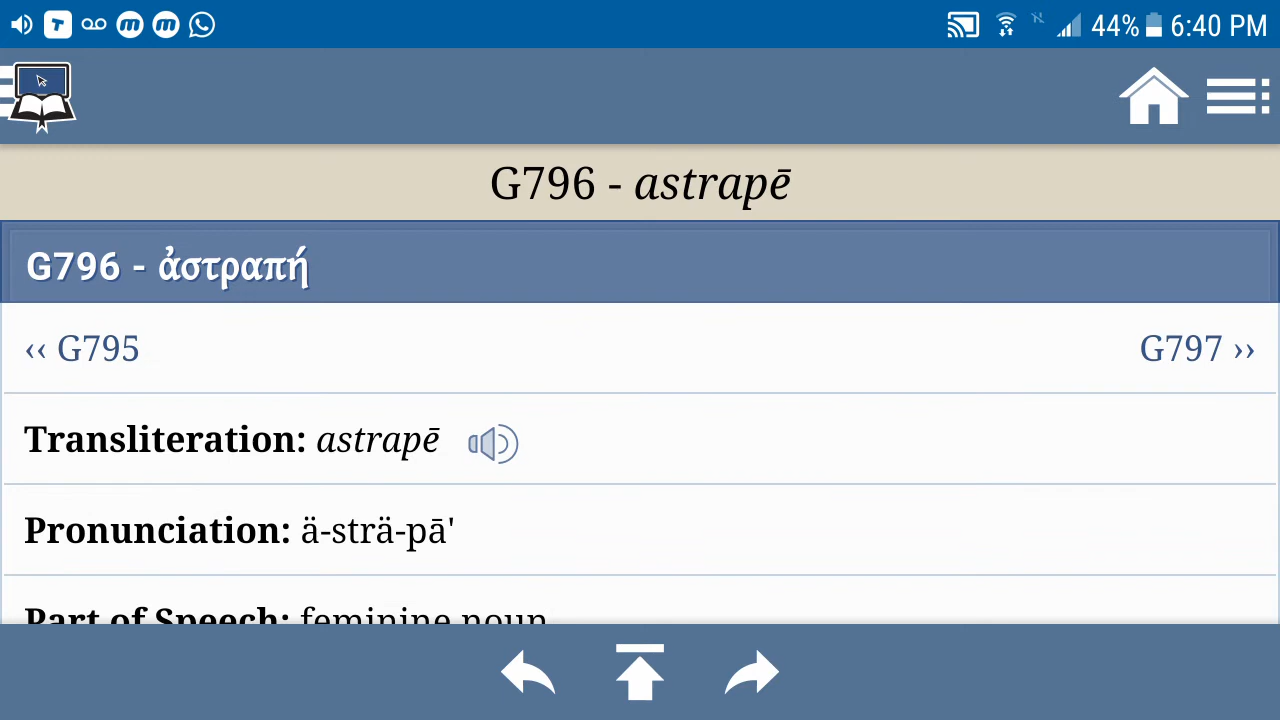 44% 6:40 PM
G796 - astrapē
G796 - ἀστραπή
‹‹ G795 G797 ››
Transliteration: astrapē
Pronunciation: ä-strä-pā'
Part of Speech: feminine noun